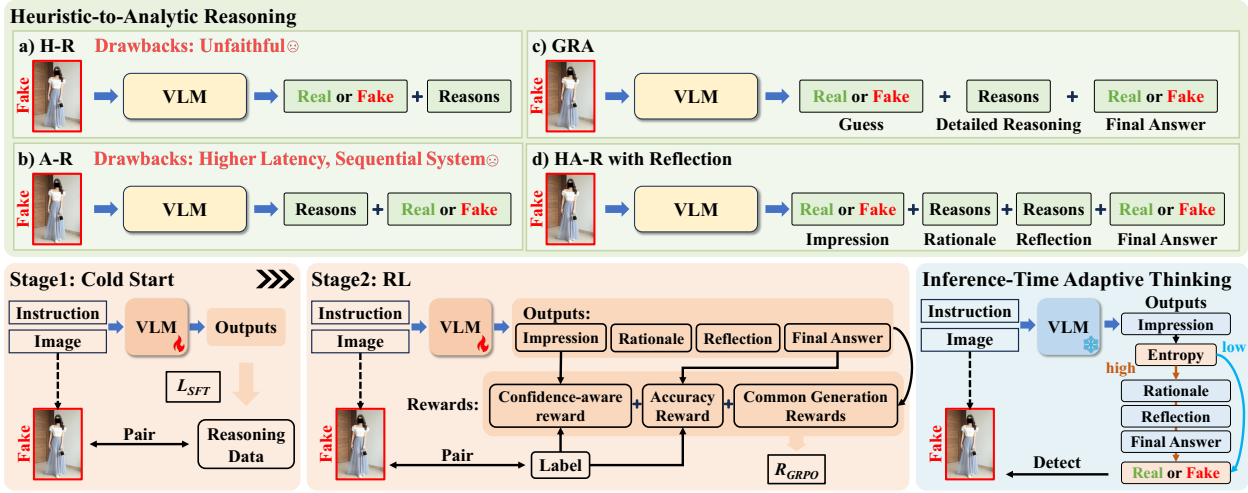 Heuristic-to-Analytic Reasoning
a) H-R Drawbacks: Unfaithful
Fake
VLM
Real or Fake + Reasons
b) A-R Drawbacks: Higher Latency, Sequential System
Fake
VLM
Reasons + Real or Fake
c) GRA
Fake
VLM
Real or Fake + Reasons + Real or Fake
Guess Detailed Reasoning Final Answer
d) HA-R with Reflection
Fake
VLM
Real or Fake + Reasons + Reasons + Real or Fake
Impression Rationale Reflection Final Answer
Stage1: Cold Start
Instruction
Image
VLM
Outputs
L_SFT
Fake
Pair
Reasoning
Data
Stage2: RL
Instruction
Image
VLM
Outputs:
Impression Rationale Reflection Final Answer
Rewards:
Confidence-aware
reward
+
Accuracy
Reward
+
Common Generation
Rewards
Fake
Pair
Label
R_GRPO
Inference-Time Adaptive Thinking
Instruction
Image
VLM
Outputs
Impression
Entropy
low
high
Rationale
Reflection
Final Answer
Real or Fake
Detect
Fake